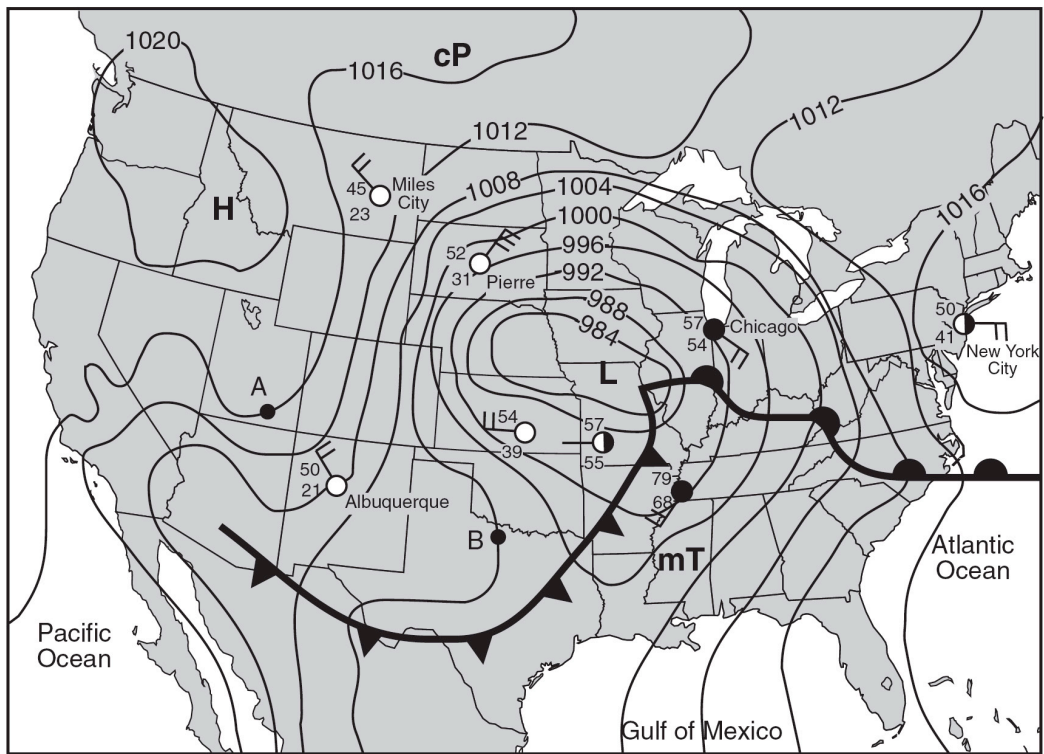 1020
cP
1016
1012
1012
45
Miles
City
23
1008
1004
1016
H
1000
52
996
31
Pierre
992
988
50
57
Chicago
984
54
41
New York
City
A
L
54
57
39
55
50
79
21
Albuquerque
68
B
mT
Atlantic
Ocean
Pacific
Ocean
Gulf of Mexico